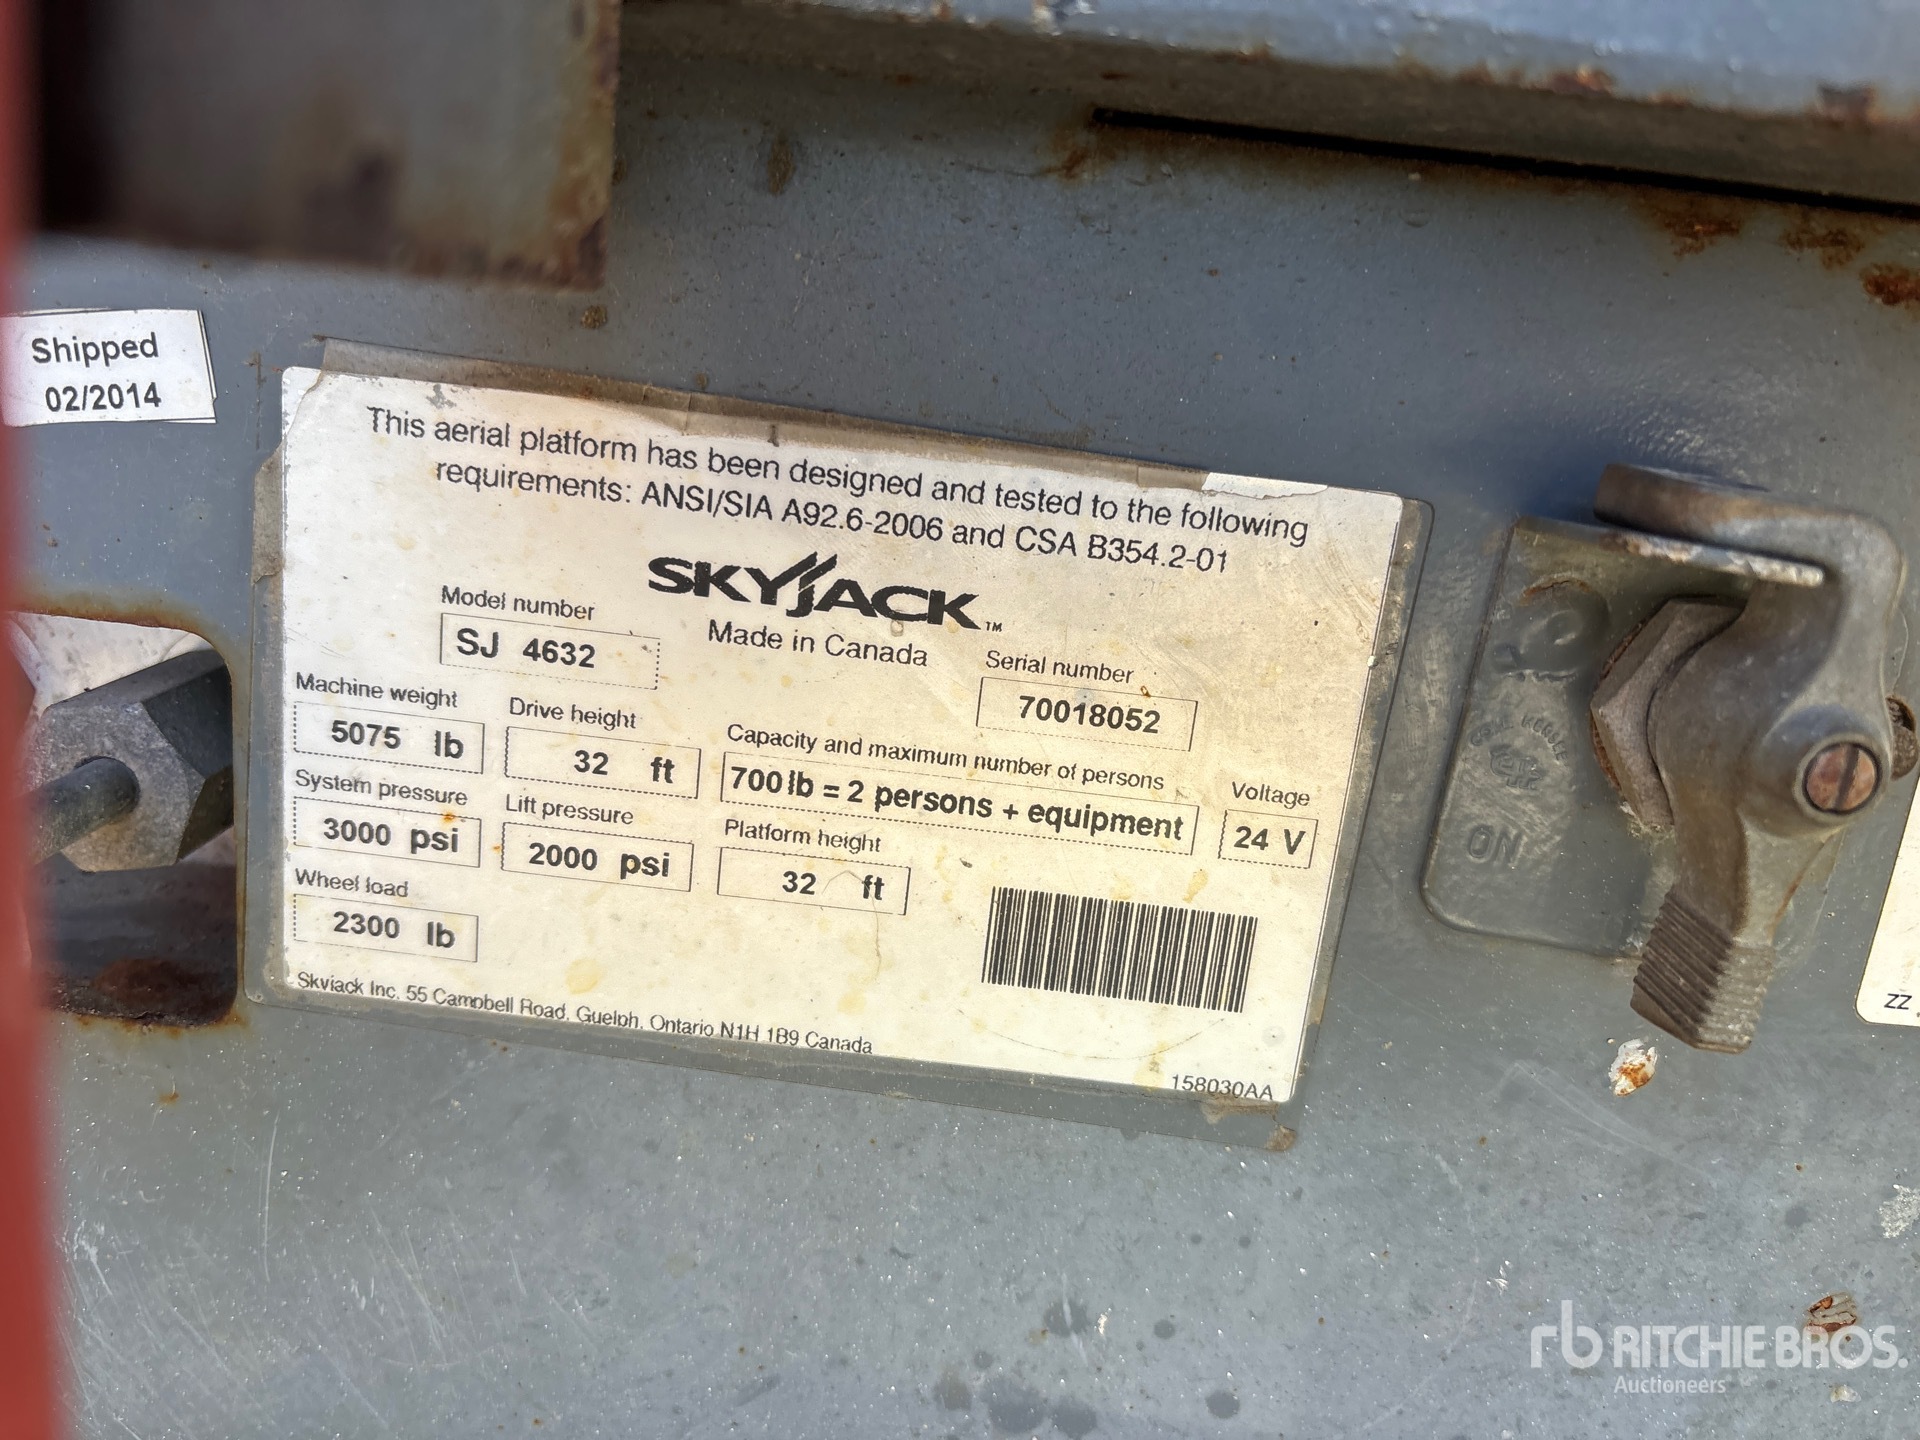 Shipped
02/2014
This aerial platform has been designed and tested to the following
requirements: ANSI/SIA A92.6-2006 and CSA B354.2-01
SKYJACK™
Made in Canada
Model number
SJ 4632
Serial number
70018052
Machine weight
5075 lb
Drive height
32 ft
Capacity and maximum number of persons
700 lb = 2 persons + equipment
Voltage
24 V
System pressure
3000 psi
Lift pressure
2000 psi
Platform height
32 ft
Wheel load
2300 lb
Skyjack Inc. 55 Campbell Road, Guelph, Ontario N1H 1B9 Canada
158030AA
ON
ZZ
rb RITCHIE BROS.
Auctioneers